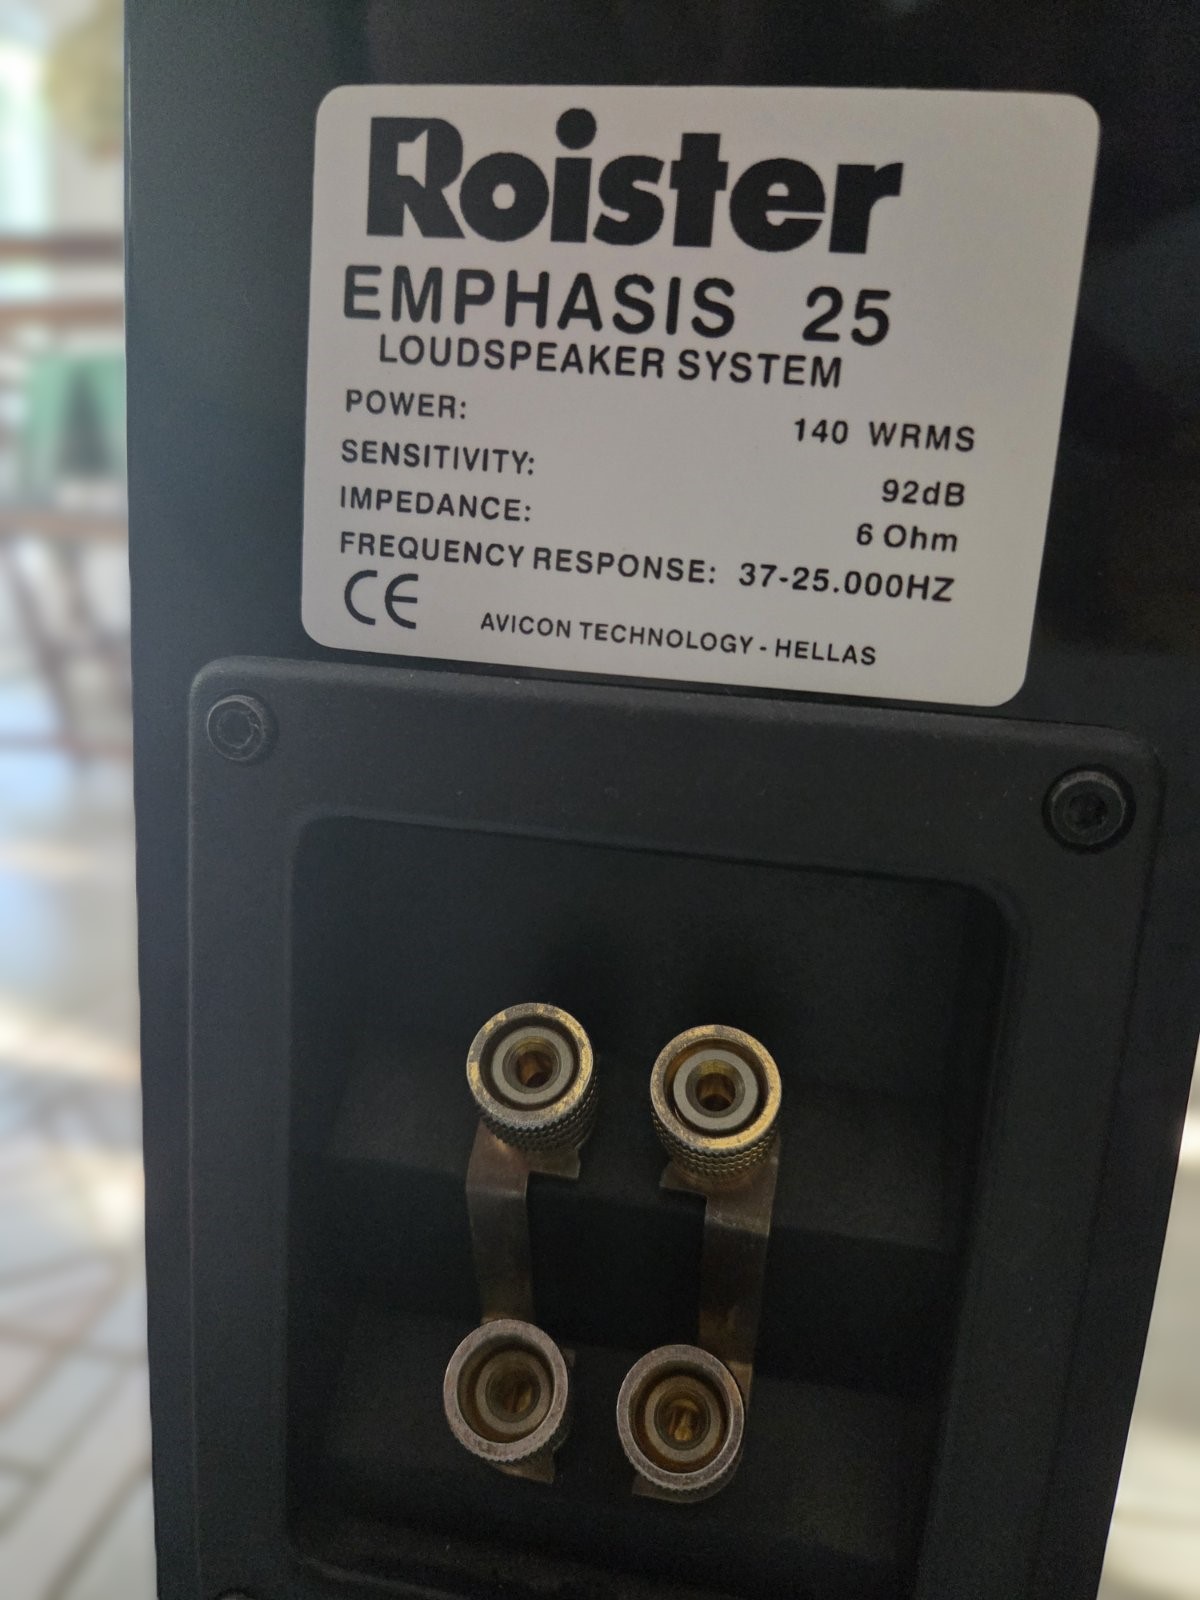 Roister
EMPHASIS 25
LOUDSPEAKER SYSTEM
POWER: 140 WRMS
SENSITIVITY: 92dB
IMPEDANCE: 6 Ohm
FREQUENCY RESPONSE: 37-25.000HZ
CE AVICON TECHNOLOGY - HELLAS